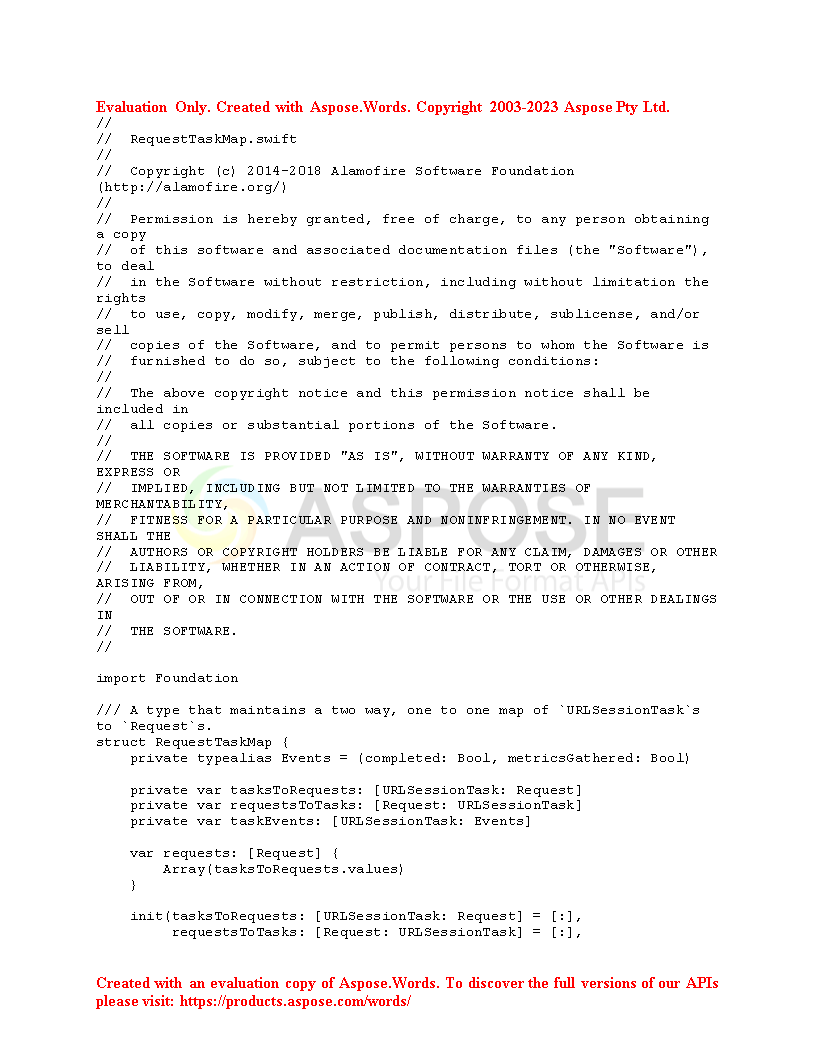 Evaluation Only. Created with Aspose.Words. Copyright 2003-2023 Aspose Pty Ltd.
//
//  RequestTaskMap.swift
//
//  Copyright (c) 2014-2018 Alamofire Software Foundation
(http://alamofire.org/)
//
//  Permission is hereby granted, free of charge, to any person obtaining
a copy
//  of this software and associated documentation files (the "Software"),
to deal
//  in the Software without restriction, including without limitation the
rights
//  to use, copy, modify, merge, publish, distribute, sublicense, and/or
sell
//  copies of the Software, and to permit persons to whom the Software is
//  furnished to do so, subject to the following conditions:
//
//  The above copyright notice and this permission notice shall be
included in
//  all copies or substantial portions of the Software.
//
//  THE SOFTWARE IS PROVIDED "AS IS", WITHOUT WARRANTY OF ANY KIND,
EXPRESS OR
//  IMPLIED, INCLUDING BUT NOT LIMITED TO THE WARRANTIES OF
MERCHANTABILITY,
//  FITNESS FOR A PARTICULAR PURPOSE AND NONINFRINGEMENT. IN NO EVENT
SHALL THE
//  AUTHORS OR COPYRIGHT HOLDERS BE LIABLE FOR ANY CLAIM, DAMAGES OR OTHER
//  LIABILITY, WHETHER IN AN ACTION OF CONTRACT, TORT OR OTHERWISE,
ARISING FROM,
//  OUT OF OR IN CONNECTION WITH THE SOFTWARE OR THE USE OR OTHER DEALINGS
IN
//  THE SOFTWARE.
//
ASPOSE
Your File Format APIs
import Foundation
/// A type that maintains a two way, one to one map of `URLSessionTask`s
to `Request`s.
struct RequestTaskMap {
    private typealias Events = (completed: Bool, metricsGathered: Bool)
    private var tasksToRequests: [URLSessionTask: Request]
    private var requestsToTasks: [Request: URLSessionTask]
    private var taskEvents: [URLSessionTask: Events]
    var requests: [Request] {
        Array(tasksToRequests.values)
    }
    init(tasksToRequests: [URLSessionTask: Request] = [:],
         requestsToTasks: [Request: URLSessionTask] = [:],
Created with an evaluation copy of Aspose.Words. To discover the full versions of our APIs
please visit: https://products.aspose.com/words/